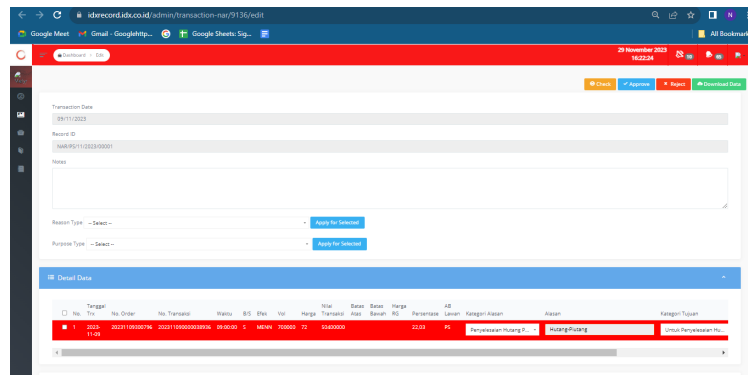 idxrecord.idx.co.id/admin/transaction-nar/9136/edit
Google Meet Gmail - Googlehttp... Google Sheets: Sig... All Bookmark
Dashboard > Edit
29 November 2023
16:22:24
Check Approve Reject Download Data
Transaction Date
09/11/2023
Record ID
NAR/PS/11/2023/00001
Notes
Reason Type -- Select -- Apply for Selected
Purpose Type -- Select -- Apply for Selected
Detail Data
No. Tanggal Trx No. Order No. Transaksi Waktu B/S Efek Vol Harga Nilai Transaksi Batas Atas Batas Bawah Harga RG Persentase AB Lawan Kategori Alasan Alasan Kategori Tujuan
1 2023-11-09 20231109300796 09:00:00 S MENN 700000 72 50400000 22,03 PS Penyelesaian Hutang P... Hutang-Piutang Untuk Penyelesaian Hu...